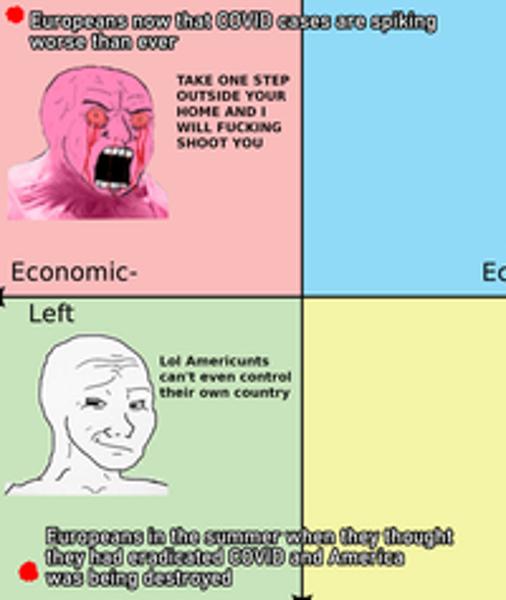 Europeans now that COVID cases are spiking
worse than ever
TAKE ONE STEP
OUTSIDE YOUR
HOME AND I
WILL FUCKING
SHOOT YOU
Economic-
Ec
Left
Lol Americunts
can't even control
their own country
Europeans in the summer when they thought
they had eradicated COVID and America
was being destroyed